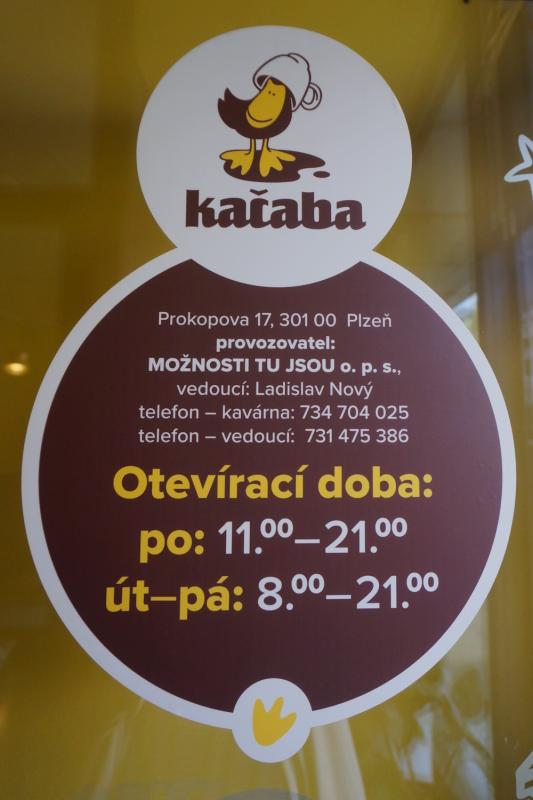 kačaba
Prokopova 17, 301 00 Plzeň
provozovatel:
MOŽNOSTI TU JSOU o. p. s.,
vedoucí: Ladislav Nový
telefon – kavárna: 734 704 025
telefon – vedoucí: 731 475 386
Otevírací doba:
po: 11.⁰⁰–21.⁰⁰
út–pá: 8.⁰⁰–21.⁰⁰